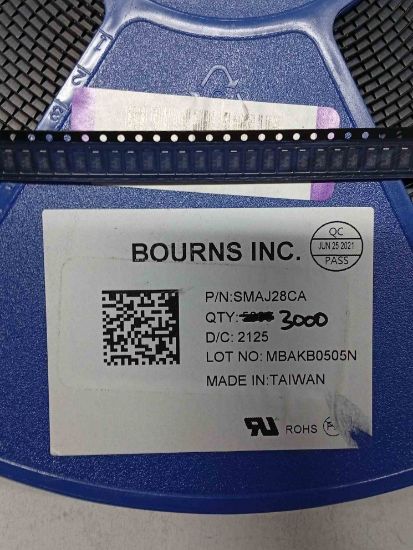 BOURNS INC.
QC
JUN 25 2021
PASS
P/N:SMAJ28CA
QTY: 3000
D/C: 2125
LOT NO: MBAKB0505N
MADE IN:TAIWAN
ROHS